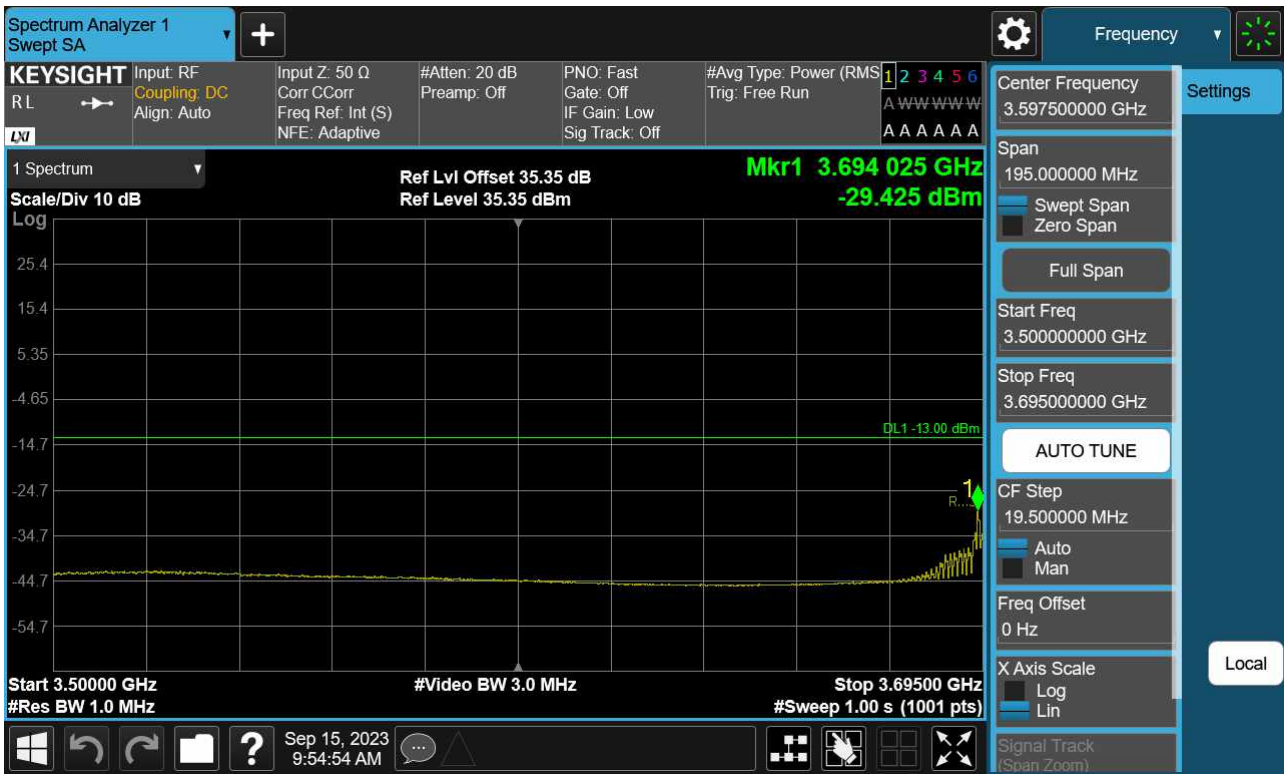 Spectrum Analyzer 1
Swept SA
+
Frequency
KEYSIGHT
R L
LXI
Input: RF
Coupling: DC
Align: Auto
Input Z: 50 Ω
Corr CCorr
Freq Ref: Int (S)
NFE: Adaptive
#Atten: 20 dB
Preamp: Off
PNO: Fast
Gate: Off
IF Gain: Low
Sig Track: Off
#Avg Type: Power (RMS
Trig: Free Run
1 2 3 4 5 6
A W W W W W
A A A A A A
1 Spectrum
Scale/Div 10 dB
Log
Ref Lvl Offset 35.35 dB
Ref Level 35.35 dBm
Mkr1 3.694 025 GHz
-29.425 dBm
25.4
15.4
5.35
-4.65
-14.7
-24.7
-34.7
-44.7
-54.7
DL1 -13.00 dBm
1
R...
Start 3.50000 GHz
#Res BW 1.0 MHz
#Video BW 3.0 MHz
Stop 3.69500 GHz
#Sweep 1.00 s (1001 pts)
Center Frequency
3.597500000 GHz
Span
195.000000 MHz
Swept Span
Zero Span
Full Span
Start Freq
3.500000000 GHz
Stop Freq
3.695000000 GHz
AUTO TUNE
CF Step
19.500000 MHz
Auto
Man
Freq Offset
0 Hz
X Axis Scale
Log
Lin
Signal Track
(Span Zoom)
Settings
Local
?
Sep 15, 2023
9:54:54 AM